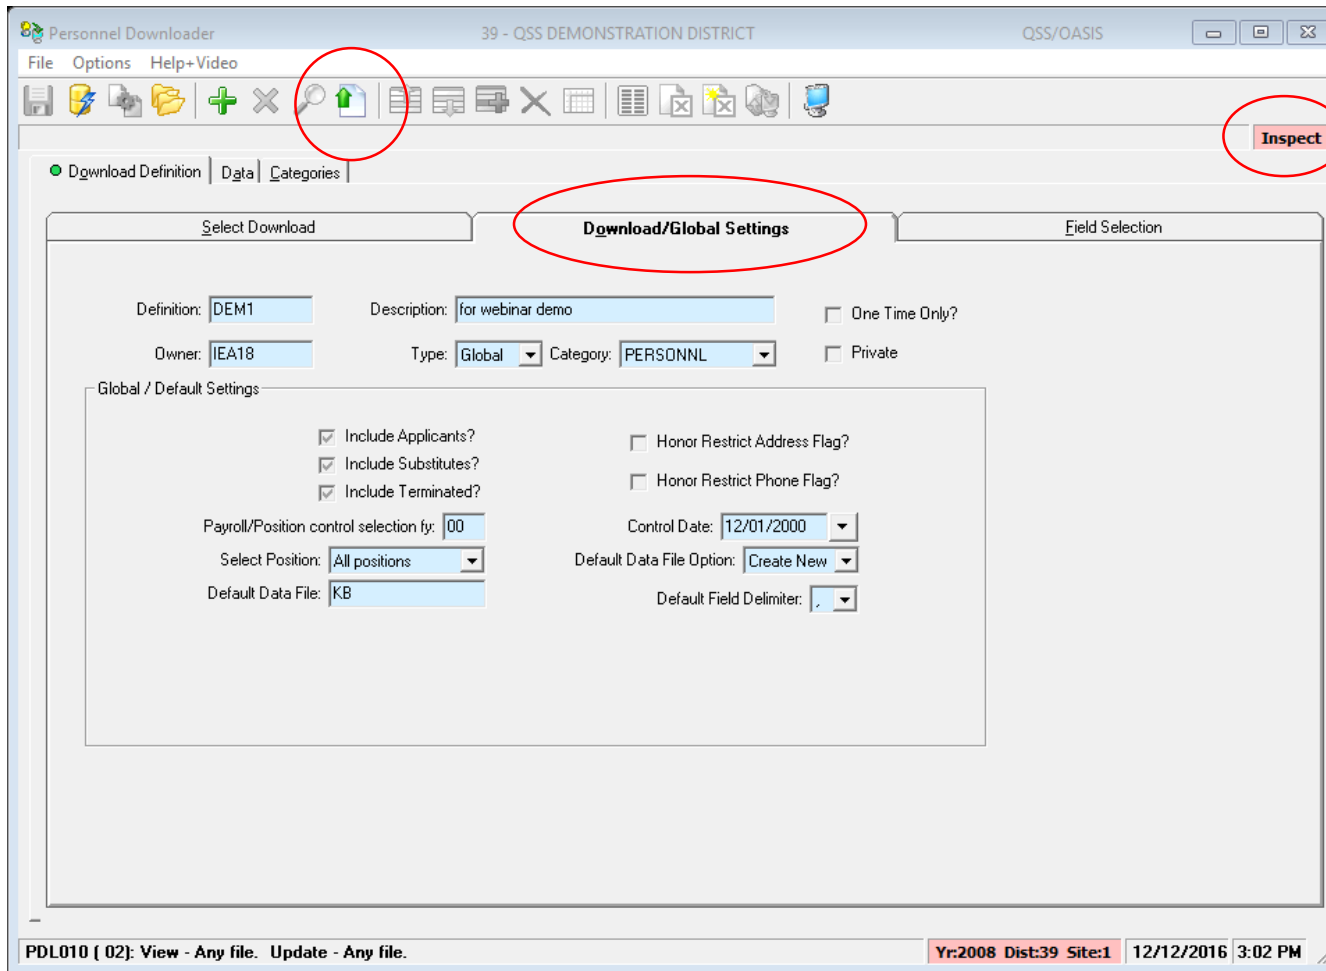 Personnel Downloader 39 - QSS DEMONSTRATION DISTRICT QSS/OASIS
File Options Help+Video
Inspect
Download Definition Data Categories
Select Download Download/Global Settings Field Selection
Definition: DEM1 Description: for webinar demo One Time Only?
Owner: IEA18 Type: Global Category: PERSONNL Private
Global / Default Settings
Include Applicants? Honor Restrict Address Flag?
Include Substitutes?
Honor Restrict Phone Flag?
Include Terminated?
Payroll/Position control selection fy: 00 Control Date: 12/01/2000
Select Position: All positions Default Data File Option: Create New
Default Data File: KB Default Field Delimiter: ,
PDL010 ( 02): View - Any file. Update - Any file. Yr:2008 Dist:39 Site:1 12/12/2016 3:02 PM